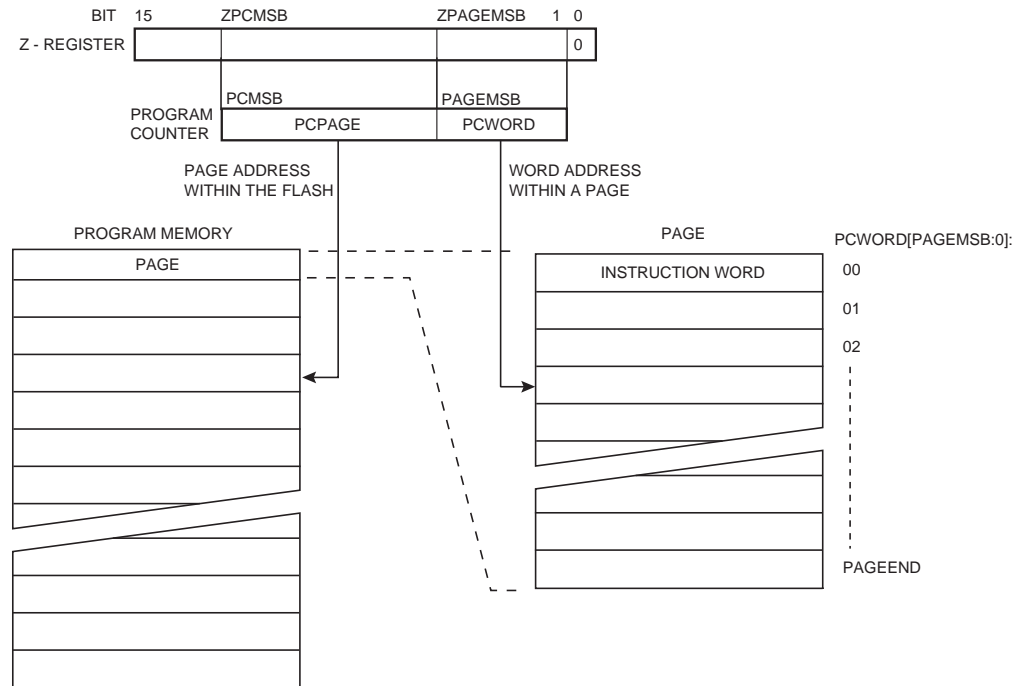 BIT 15 ZPCMSB ZPAGEMSB 1 0
Z - REGISTER 0
PCMSB PAGEMSB
PROGRAM
COUNTER
PCPAGE PCWORD
PAGE ADDRESS
WITHIN THE FLASH
WORD ADDRESS
WITHIN A PAGE
PROGRAM MEMORY
PAGE
PAGE
INSTRUCTION WORD
PCWORD[PAGEMSB:0]:
00
01
02
PAGEEND